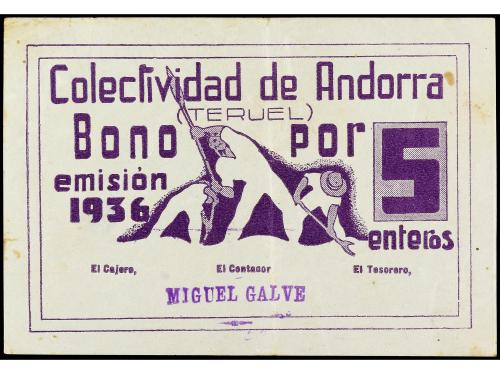 Colectividad de Andorra
(TERUEL)
Bono por 5
emisión
1936 enteros
El Cajero, El Contador El Tesorero,
MIGUEL GALVE